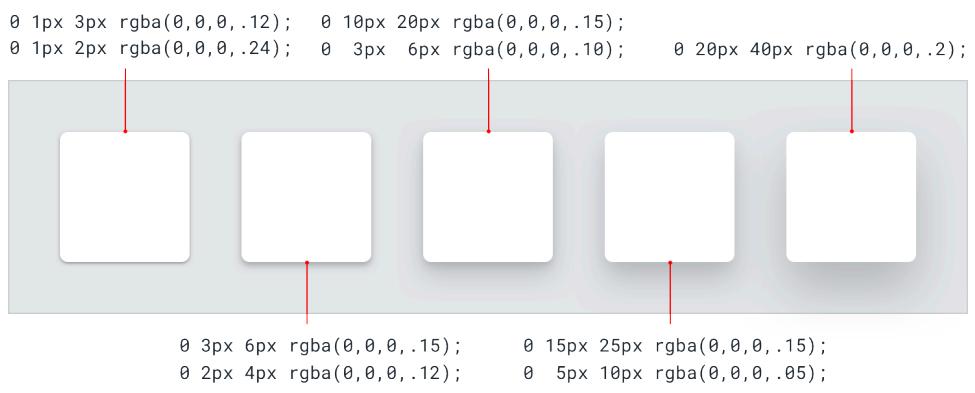 0 1px 3px rgba(0,0,0,.12);
0 1px 2px rgba(0,0,0,.24);
0 10px 20px rgba(0,0,0,.15);
0 3px 6px rgba(0,0,0,.10);
0 20px 40px rgba(0,0,0,.2);
0 3px 6px rgba(0,0,0,.15);
0 2px 4px rgba(0,0,0,.12);
0 15px 25px rgba(0,0,0,.15);
0 5px 10px rgba(0,0,0,.05);